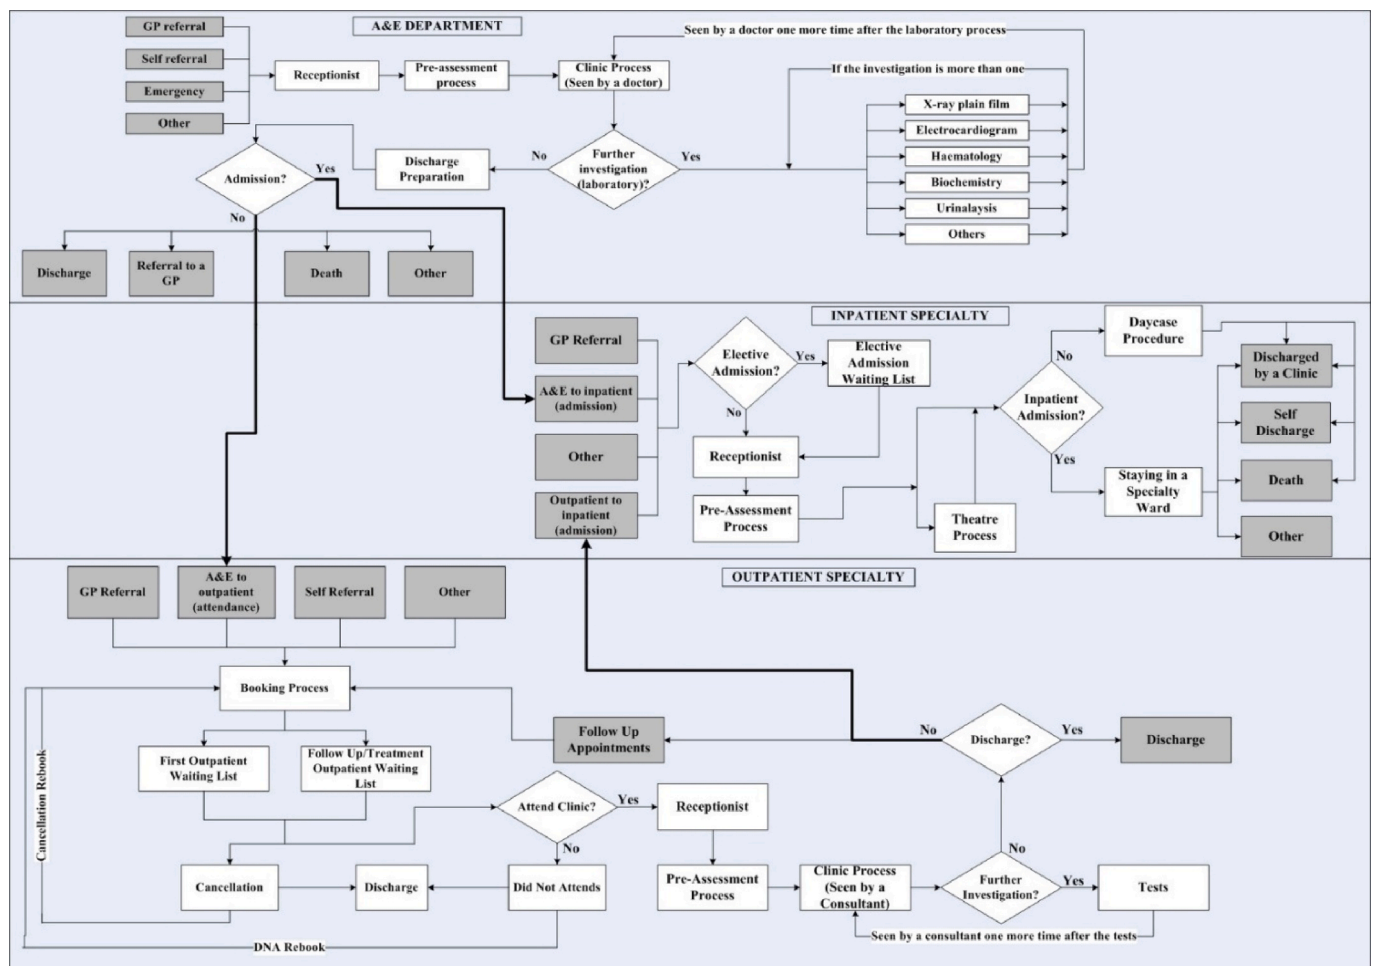 A&E DEPARTMENT
GP referral
Self referral
Emergency
Other
Receptionist
Pre-assessment
process
Clinic Process
(Seen by a doctor)
Seen by a doctor one more time after the laboratory process
If the investigation is more than one
X-ray plain film
Electrocardiogram
Haematology
Biochemistry
Urinalaysis
Others
Further
investigation
(laboratory)?
Yes
No
Discharge
Preparation
Admission?
Yes
No
Discharge
Referral to a
GP
Death
Other
INPATIENT SPECIALTY
GP Referral
A&E to inpatient
(admission)
Other
Outpatient to
inpatient
(admission)
Elective
Admission?
Yes
No
Elective
Admission
Waiting List
Receptionist
Pre-Assessment
Process
Theatre
Process
Inpatient
Admission?
No
Yes
Daycase
Procedure
Staying in a
Specialty
Ward
Discharged
by a Clinic
Self
Discharge
Death
Other
OUTPATIENT SPECIALTY
GP Referral
A&E to
outpatient
(attendance)
Self Referral
Other
Booking Process
First Outpatient
Waiting List
Follow Up/Treatment
Outpatient Waiting
List
Cancellation Rebook
Cancellation
Discharge
Did Not Attends
DNA Rebook
Attend Clinic?
Yes
No
Receptionist
Pre-Assessment
Process
Clinic Process
(Seen by a
Consultant)
Further
Investigation?
Yes
No
Tests
Seen by a consultant one more time after the tests
Discharge?
No
Yes
Discharge
Follow Up
Appointments